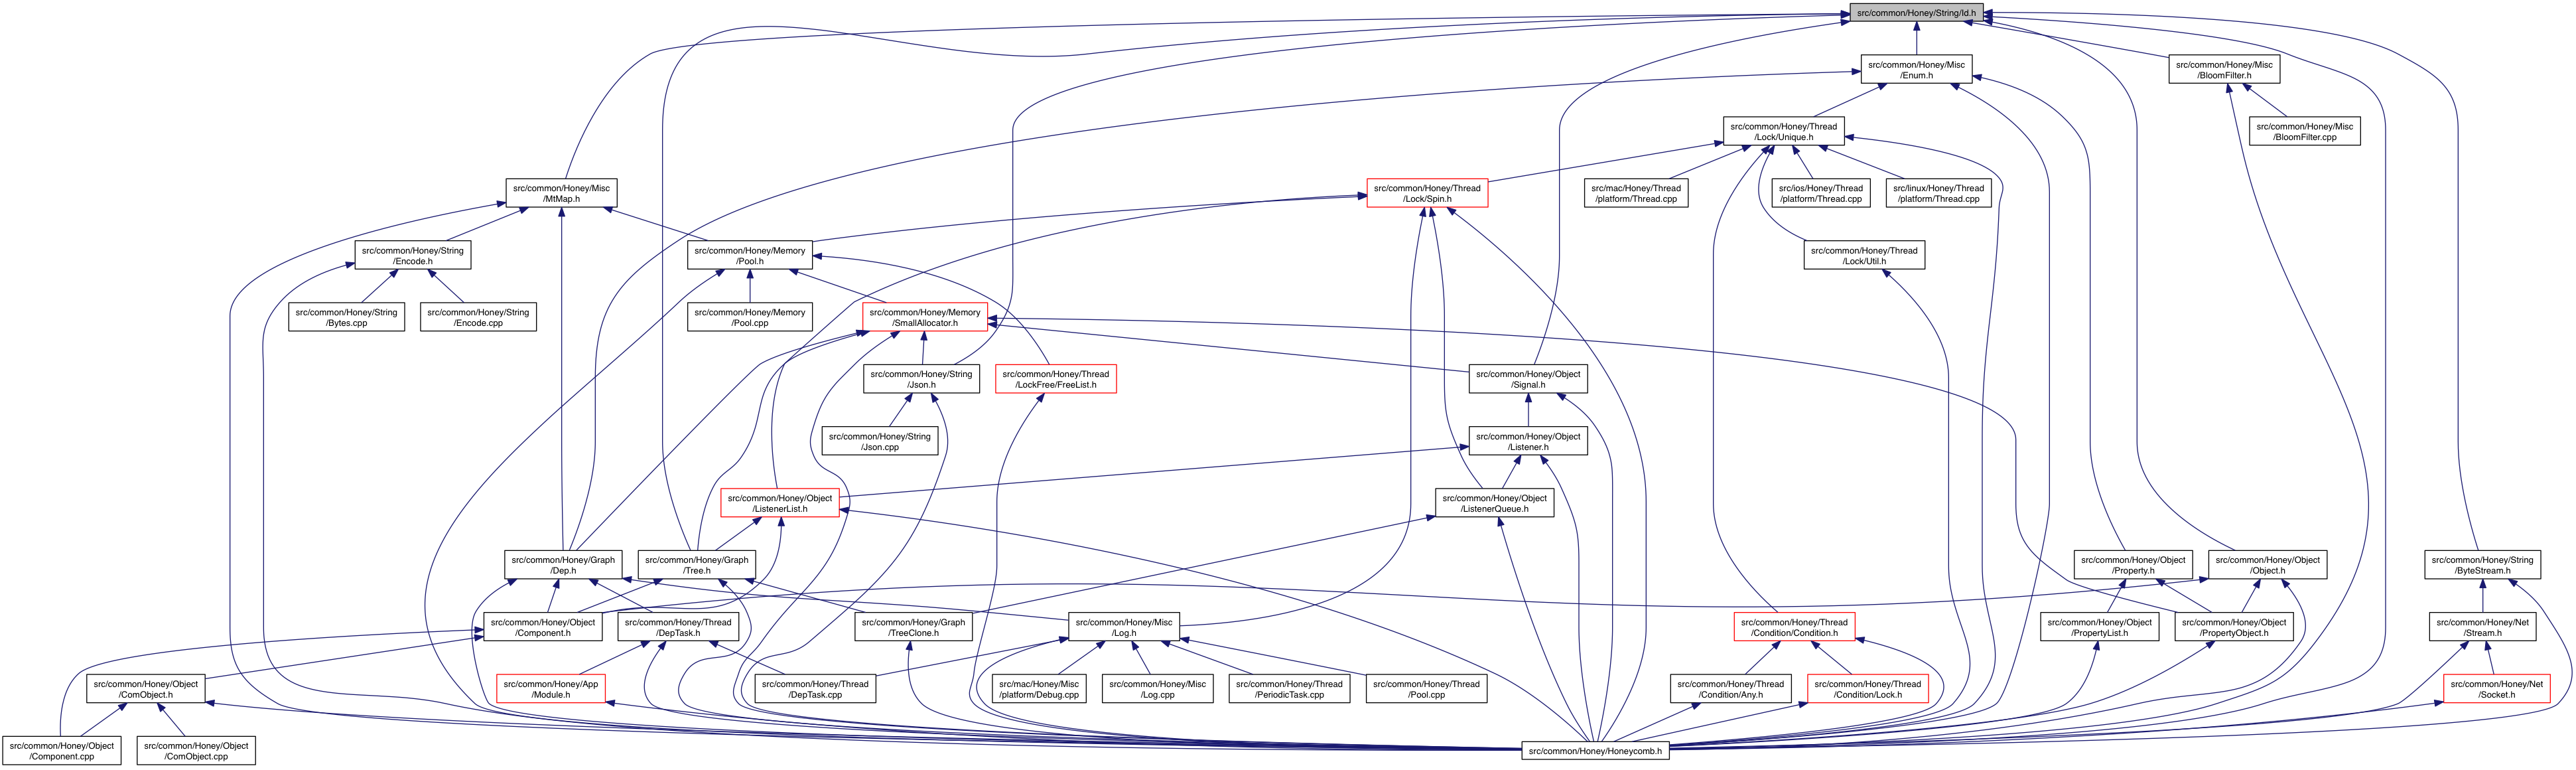 src/common/Honey/String/Id.h
src/common/Honey/Misc
/Enum.h
src/common/Honey/Misc
/BloomFilter.h
src/common/Honey/Thread
/Lock/Unique.h
src/common/Honey/Misc
/BloomFilter.cpp
src/common/Honey/Misc
/MtMap.h
src/common/Honey/Thread
/Lock/Spin.h
src/mac/Honey/Thread
/platform/Thread.cpp
src/ios/Honey/Thread
/platform/Thread.cpp
src/linux/Honey/Thread
/platform/Thread.cpp
src/common/Honey/String
/Encode.h
src/common/Honey/Memory
/Pool.h
src/common/Honey/Thread
/Lock/Util.h
src/common/Honey/String
/Bytes.cpp
src/common/Honey/String
/Encode.cpp
src/common/Honey/Memory
/Pool.cpp
src/common/Honey/Memory
/SmallAllocator.h
src/common/Honey/String
/Json.h
src/common/Honey/Thread
/LockFree/FreeList.h
src/common/Honey/Object
/Signal.h
src/common/Honey/String
/Json.cpp
src/common/Honey/Object
/Listener.h
src/common/Honey/Object
/ListenerList.h
src/common/Honey/Object
/ListenerQueue.h
src/common/Honey/Graph
/Dep.h
src/common/Honey/Graph
/Tree.h
src/common/Honey/Object
/Property.h
src/common/Honey/Object
/Object.h
src/common/Honey/String
/ByteStream.h
src/common/Honey/Object
/Component.h
src/common/Honey/Thread
/DepTask.h
src/common/Honey/Graph
/TreeClone.h
src/common/Honey/Misc
/Log.h
src/common/Honey/Thread
/Condition/Condition.h
src/common/Honey/Object
/PropertyList.h
src/common/Honey/Object
/PropertyObject.h
src/common/Honey/Net
/Stream.h
src/common/Honey/Object
/ComObject.h
src/common/Honey/App
/Module.h
src/common/Honey/Thread
/DepTask.cpp
src/mac/Honey/Misc
/platform/Debug.cpp
src/common/Honey/Misc
/Log.cpp
src/common/Honey/Thread
/PeriodicTask.cpp
src/common/Honey/Thread
/Pool.cpp
src/common/Honey/Thread
/Condition/Any.h
src/common/Honey/Thread
/Condition/Lock.h
src/common/Honey/Net
/Socket.h
src/common/Honey/Object
/Component.cpp
src/common/Honey/Object
/ComObject.cpp
src/common/Honey/Honeycomb.h